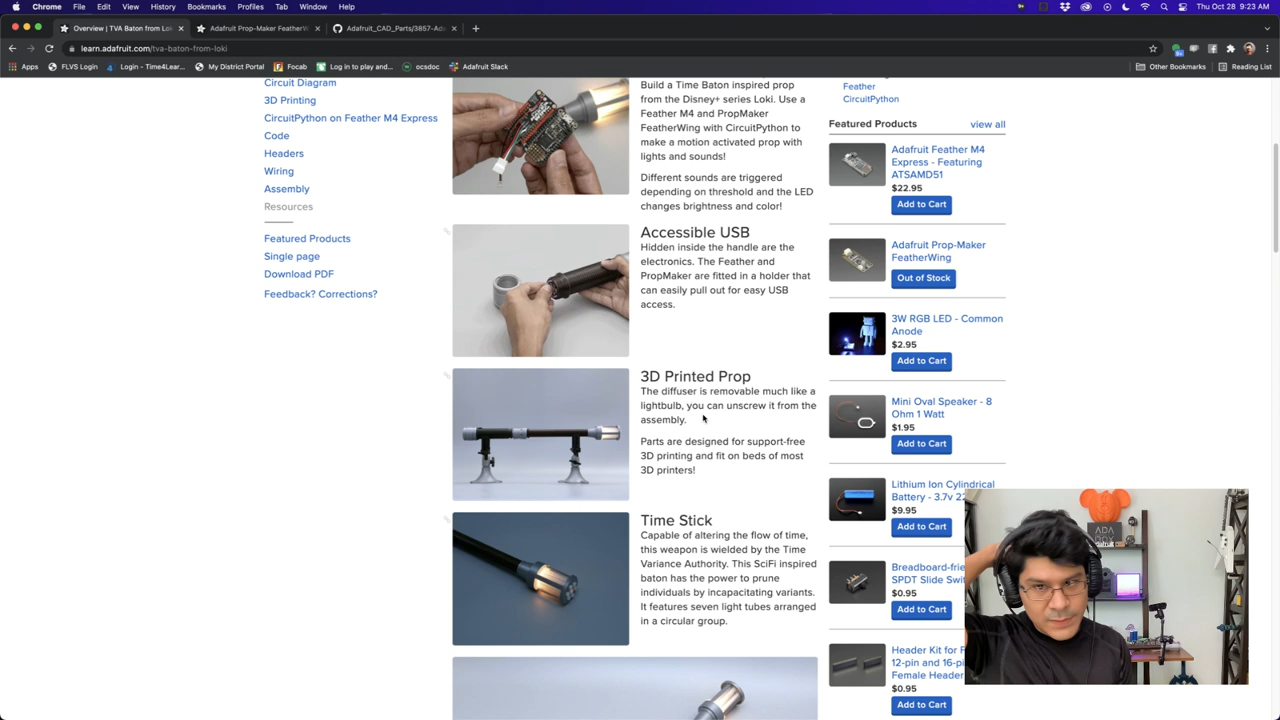 Chrome File Edit View History Bookmarks Profiles Tab Window Help
Thu Oct 28 9:23 AM
Overview | TVA Baton from Lok
Adafruit Prop-Maker FeatherW
Adafruit_CAD_Parts/3857-Ada
learn.adafruit.com/tva-baton-from-loki
Apps
FLVS Login
Login - Time4Lear...
My District Portal
Focab
Log in to play and...
ocsdoc
Adafruit Slack
Other Bookmarks
Reading List
Circuit Diagram
3D Printing
CircuitPython on Feather M4 Express
Code
Headers
Wiring
Assembly
Resources
Featured Products
Single page
Download PDF
Feedback? Corrections?
Build a Time Baton inspired prop
from the Disney+ series Loki. Use a
Feather M4 and PropMaker
FeatherWing with CircuitPython to
make a motion activated prop with
lights and sounds!
Different sounds are triggered
depending on threshold and the LED
changes brightness and color!
Accessible USB
Hidden inside the handle are the
electronics. The Feather and
PropMaker are fitted in a holder that
can easily pull out for easy USB
access.
3D Printed Prop
The diffuser is removable much like a
lightbulb, you can unscrew it from the
assembly.
Parts are designed for support-free
3D printing and fit on beds of most
3D printers!
Time Stick
Capable of altering the flow of time,
this weapon is wielded by the Time
Variance Authority. This SciFi inspired
baton has the power to prune
individuals by incapacitating variants.
It features seven light tubes arranged
in a circular group.
Feather
CircuitPython
Featured Products
view all
Adafruit Feather M4
Express - Featuring
ATSAMD51
$22.95
Add to Cart
Adafruit Prop-Maker
FeatherWing
Out of Stock
3W RGB LED - Common
Anode
$2.95
Add to Cart
Mini Oval Speaker - 8
Ohm 1 Watt
$1.95
Add to Cart
Lithium Ion Cylindrical
Battery - 3.7v 22
$9.95
Add to Cart
Breadboard-frie
SPDT Slide Swit
$0.95
Add to Cart
Header Kit for F
12-pin and 16-pi
Female Header
$0.95
Add to Cart
ADA
BOX
adafruit